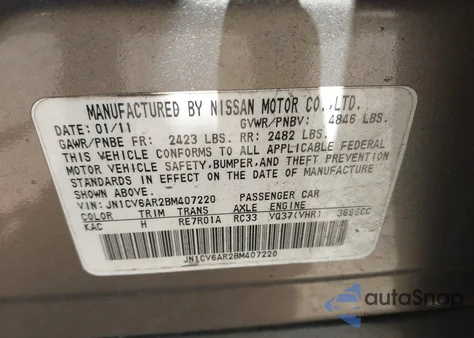 MANUFACTURED BY NISSAN MOTOR CO.,LTD.
DATE: 01/11 GVWR/PNBV: 4846 LBS.
GAWR/PNBE FR: 2423 LBS. RR: 2482 LBS.
THIS VEHICLE CONFORMS TO ALL APPLICABLE FEDERAL
MOTOR VEHICLE SAFETY,BUMPER,AND THEFT PREVENTION
STANDARDS IN EFFECT ON THE DATE OF MANUFACTURE
SHOWN ABOVE.
VIN: JN1CV6AR2BM407220 PASSENGER CAR
COLOR TRIM TRANS AXLE ENGINE
KAC H RE7R01A RC33 VQ37(VHR) 3696CC
JN1CV6AR2BM407220
autoSnap